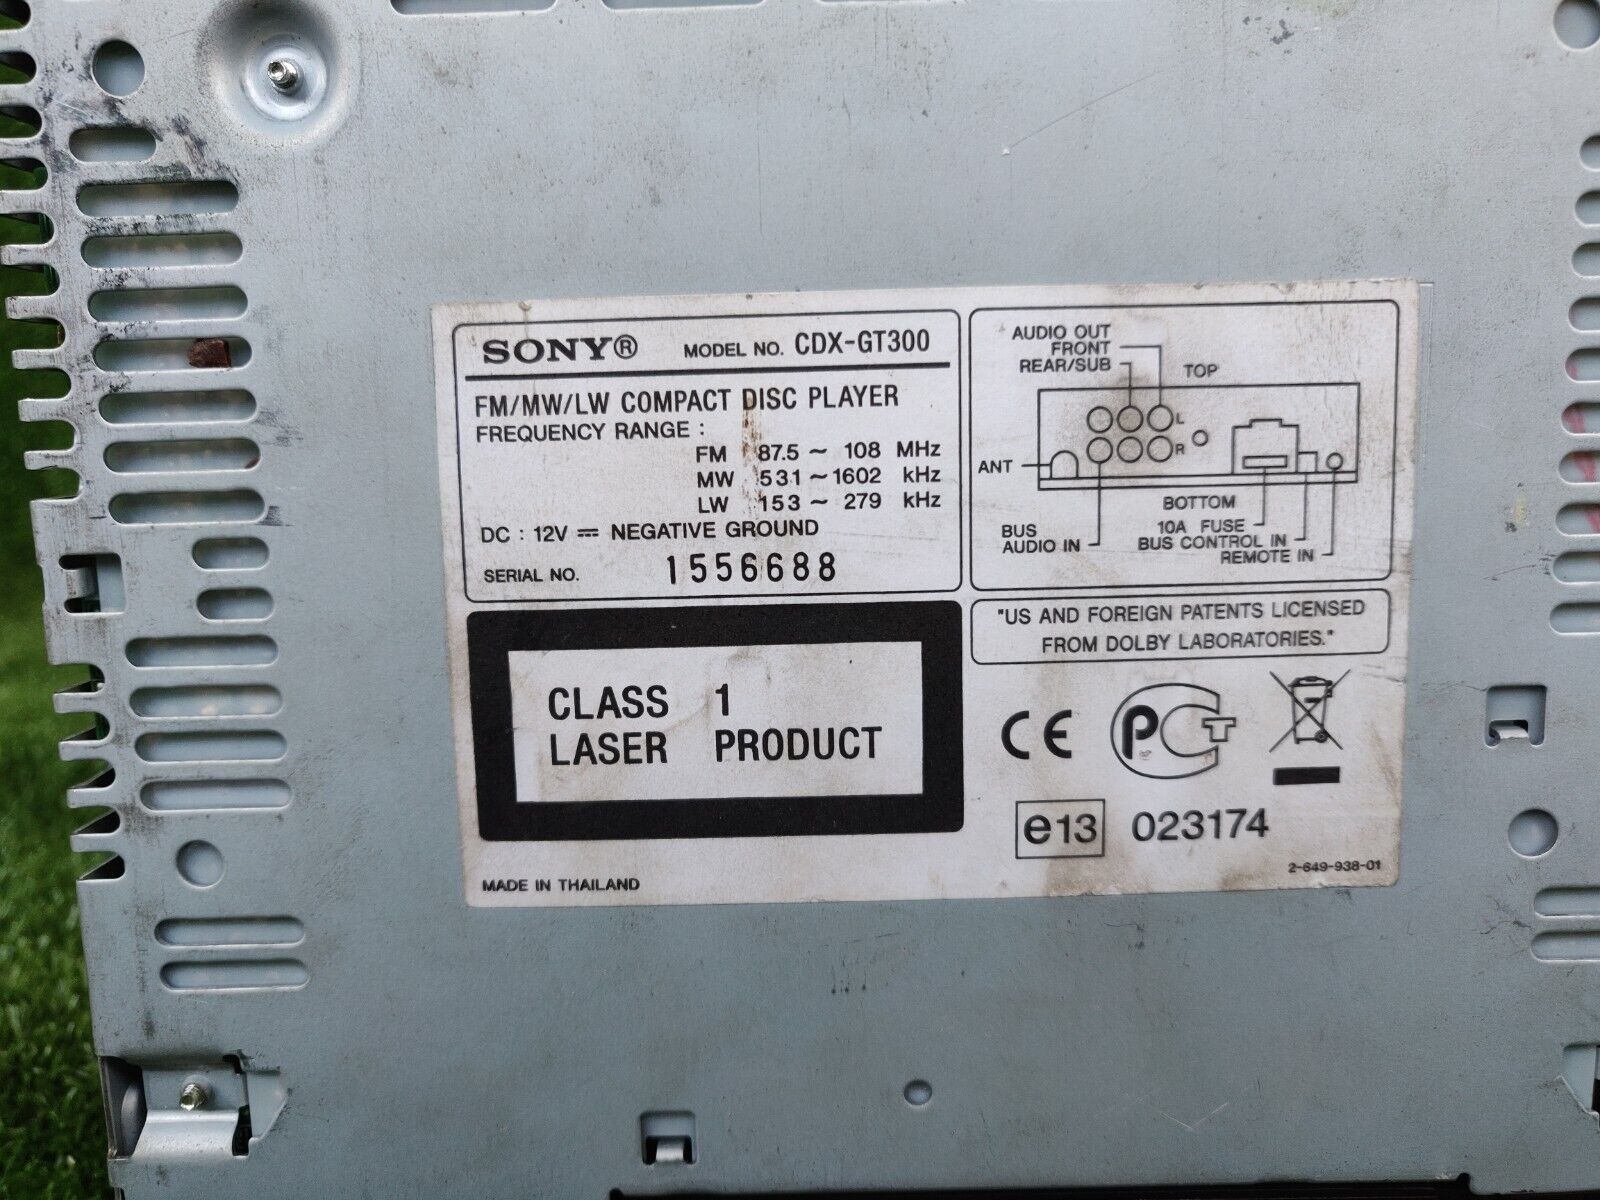 SONY® MODEL NO. CDX-GT300
FM/MW/LW COMPACT DISC PLAYER
FREQUENCY RANGE :
FM 87.5 ~ 108 MHz
MW 531 ~ 1602 kHz
LW 153 ~ 279 kHz
DC : 12V ⎓ NEGATIVE GROUND
SERIAL NO. 1556688
CLASS 1
LASER PRODUCT
MADE IN THAILAND
AUDIO OUT
FRONT
REAR/SUB
TOP
L
R
ANT
BOTTOM
BUS
AUDIO IN
10A FUSE
BUS CONTROL IN
REMOTE IN
"US AND FOREIGN PATENTS LICENSED
FROM DOLBY LABORATORIES."
CE PCT
e13 023174
2-649-938-01